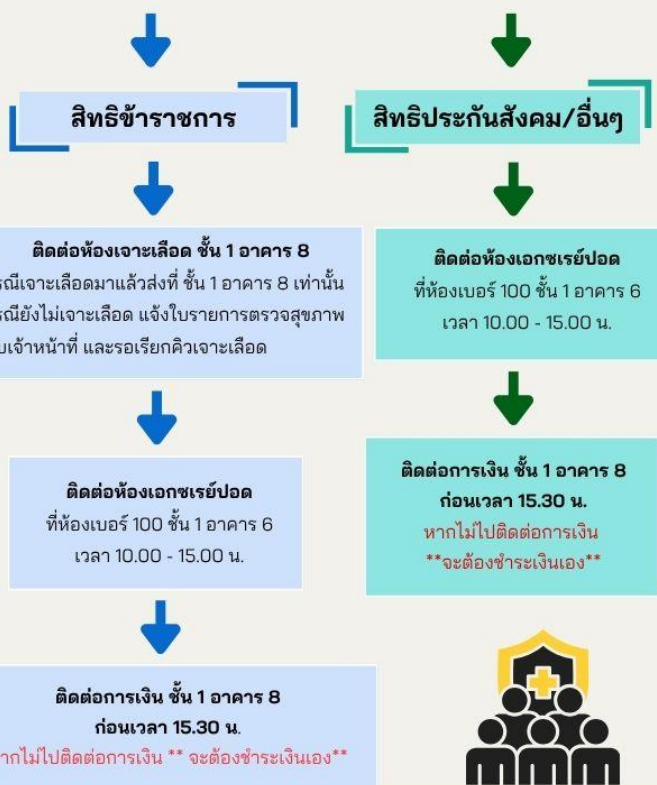 สิทธิข้าราชการ
ติดต่อห้องเจาะเลือด ชั้น 1 อาคาร 8
รณีเจาะเลือดมาแล้วส่งที่ ชั้น 1 อาคาร 8 เท่านั้น
รณียังไม่เจาะเลือด แจ้งใบรายการตรวจสุขภาพ
บเจ้าหน้าที่ และรอเรียกคิวเจาะเลือด
ติดต่อห้องเอกซเรย์ปอด
ที่ห้องเบอร์ 100 ชั้น 1 อาคาร 6
เวลา 10.00 - 15.00 น.
ติดต่อการเงิน ชั้น 1 อาคาร 8
ก่อนเวลา 15.30 น.
ากไม่ไปติดต่อการเงิน ** จะต้องชำระเงินเอง**
สิทธิประกันสังคม/อื่นๆ
ติดต่อห้องเอกซเรย์ปอด
ที่ห้องเบอร์ 100 ชั้น 1 อาคาร 6
เวลา 10.00 - 15.00 น.
ติดต่อการเงิน ชั้น 1 อาคาร 8
ก่อนเวลา 15.30 น.
หากไม่ไปติดต่อการเงิน
**จะต้องชำระเงินเอง**